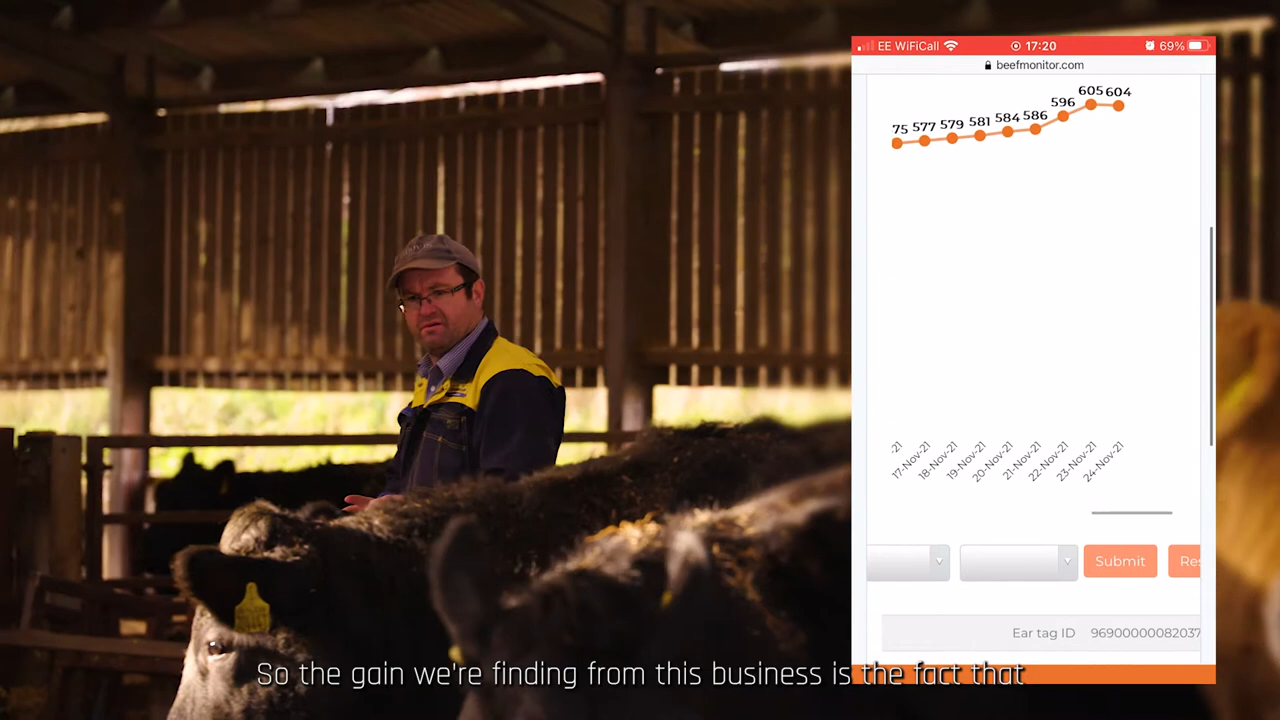 EE WiFiCall 17:20 69%
beefmonitor.com
75 577 579 581 584 586 596 605 604
-21 17-Nov-21 18-Nov-21 19-Nov-21 20-Nov-21 21-Nov-21 22-Nov-21 23-Nov-21 24-Nov-21
Submit Res
Ear tag ID 96900000082037
So the gain we're finding from this business is the fact that